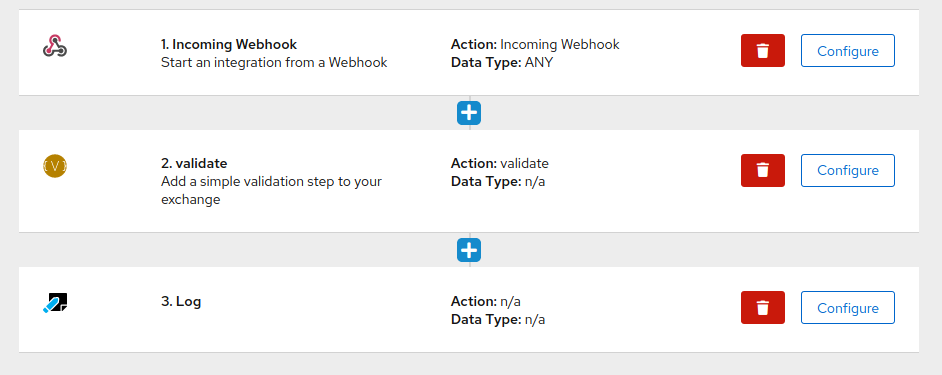 1. Incoming Webhook
Start an integration from a Webhook
Action: Incoming Webhook
Data Type: ANY
Configure
(V)
2. validate
Add a simple validation step to your
exchange
Action: validate
Data Type: n/a
Configure
3. Log
Action: n/a
Data Type: n/a
Configure